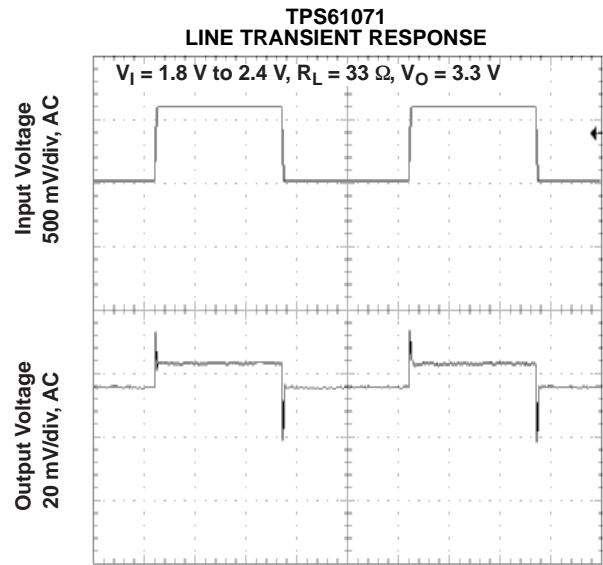 TPS61071
LINE TRANSIENT RESPONSE
V_I = 1.8 V to 2.4 V, R_L = 33 Ω, V_O = 3.3 V
Input Voltage
500 mV/div, AC
Output Voltage
20 mV/div, AC